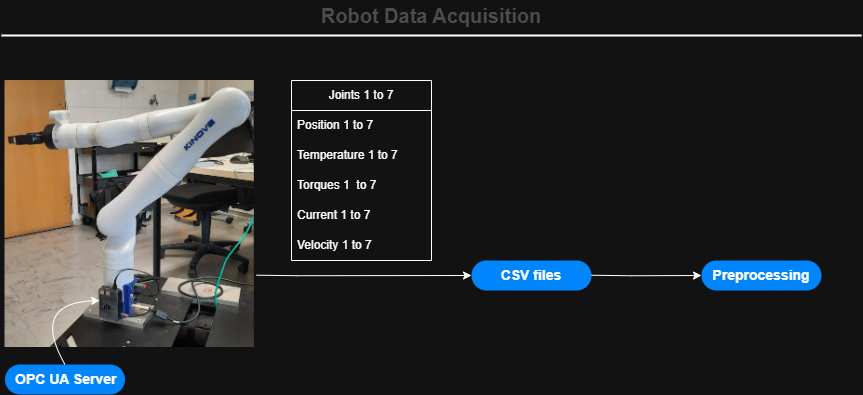 Robot Data Acquisition
KINOVA
Joints 1 to 7
Position 1 to 7
Temperature 1 to 7
Torques 1  to 7
Current 1 to 7
Velocity 1 to 7
CSV files
Preprocessing
OPC UA Server